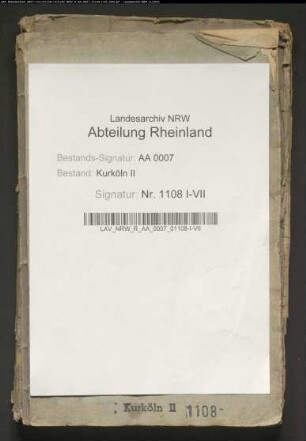 Landesarchiv NRW
Abteilung Rheinland
Bestands-Signatur: AA 0007
Bestand: Kurköln II
Signatur: Nr. 1108 I-VII
LAV_NRW_R_AA_0007_01108-I-VII
Kurköln II 1108-